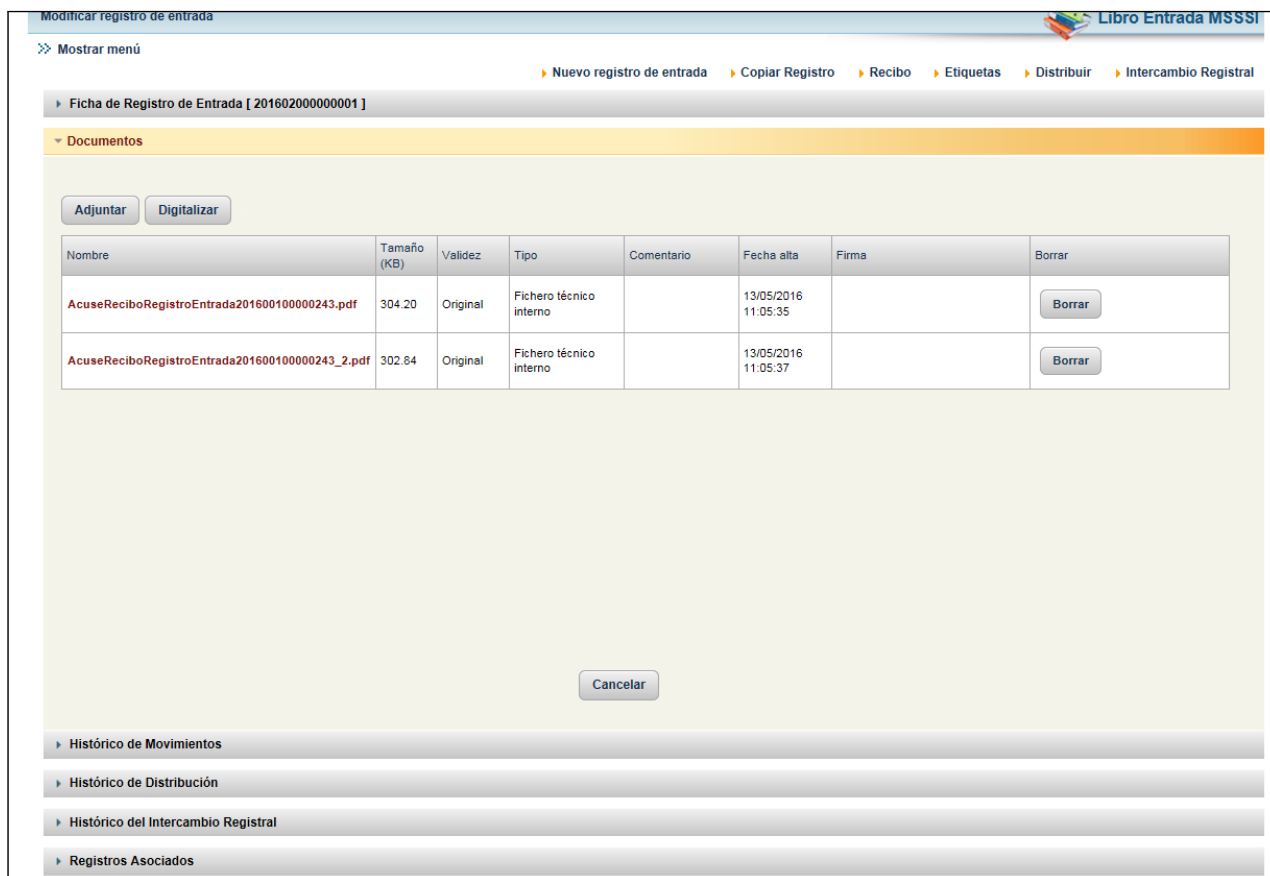 Modificar registro de entrada
Libro Entrada MSSSI
Mostrar menú
Nuevo registro de entrada Copiar Registro Recibo Etiquetas Distribuir Intercambio Registral
Ficha de Registro de Entrada [ 201602000000001 ]
Documentos
Adjuntar Digitalizar
Nombre Tamaño (KB) Validez Tipo Comentario Fecha alta Firma Borrar
AcuseReciboRegistroEntrada201600100000243.pdf 304.20 Original Fichero técnico interno 13/05/2016 11:05:35 Borrar
AcuseReciboRegistroEntrada201600100000243_2.pdf 302.84 Original Fichero técnico interno 13/05/2016 11:05:37 Borrar
Cancelar
Histórico de Movimientos
Histórico de Distribución
Histórico del Intercambio Registral
Registros Asociados